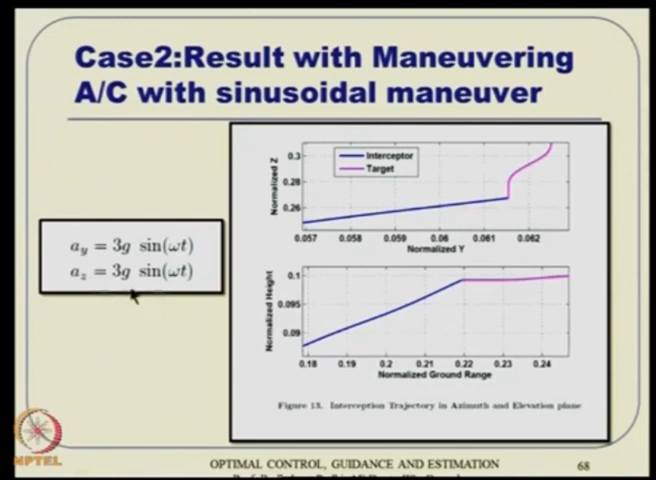 Case2:Result with Maneuvering
A/C with sinusoidal maneuver
a_y = 3g sin(ωt)
a_z = 3g sin(ωt)
Normalized Z
0.3
0.28
0.26
Interceptor
Target
0.057 0.058 0.059 0.06 0.061 0.062
Normalized Y
Normalized Height
0.1
0.095
0.09
0.18 0.19 0.2 0.21 0.22 0.23 0.24
Normalized Ground Range
Figure 13. Interception Trajectory in Azimuth and Elevation plane
NPTEL
OPTIMAL CONTROL, GUIDANCE AND ESTIMATION 68